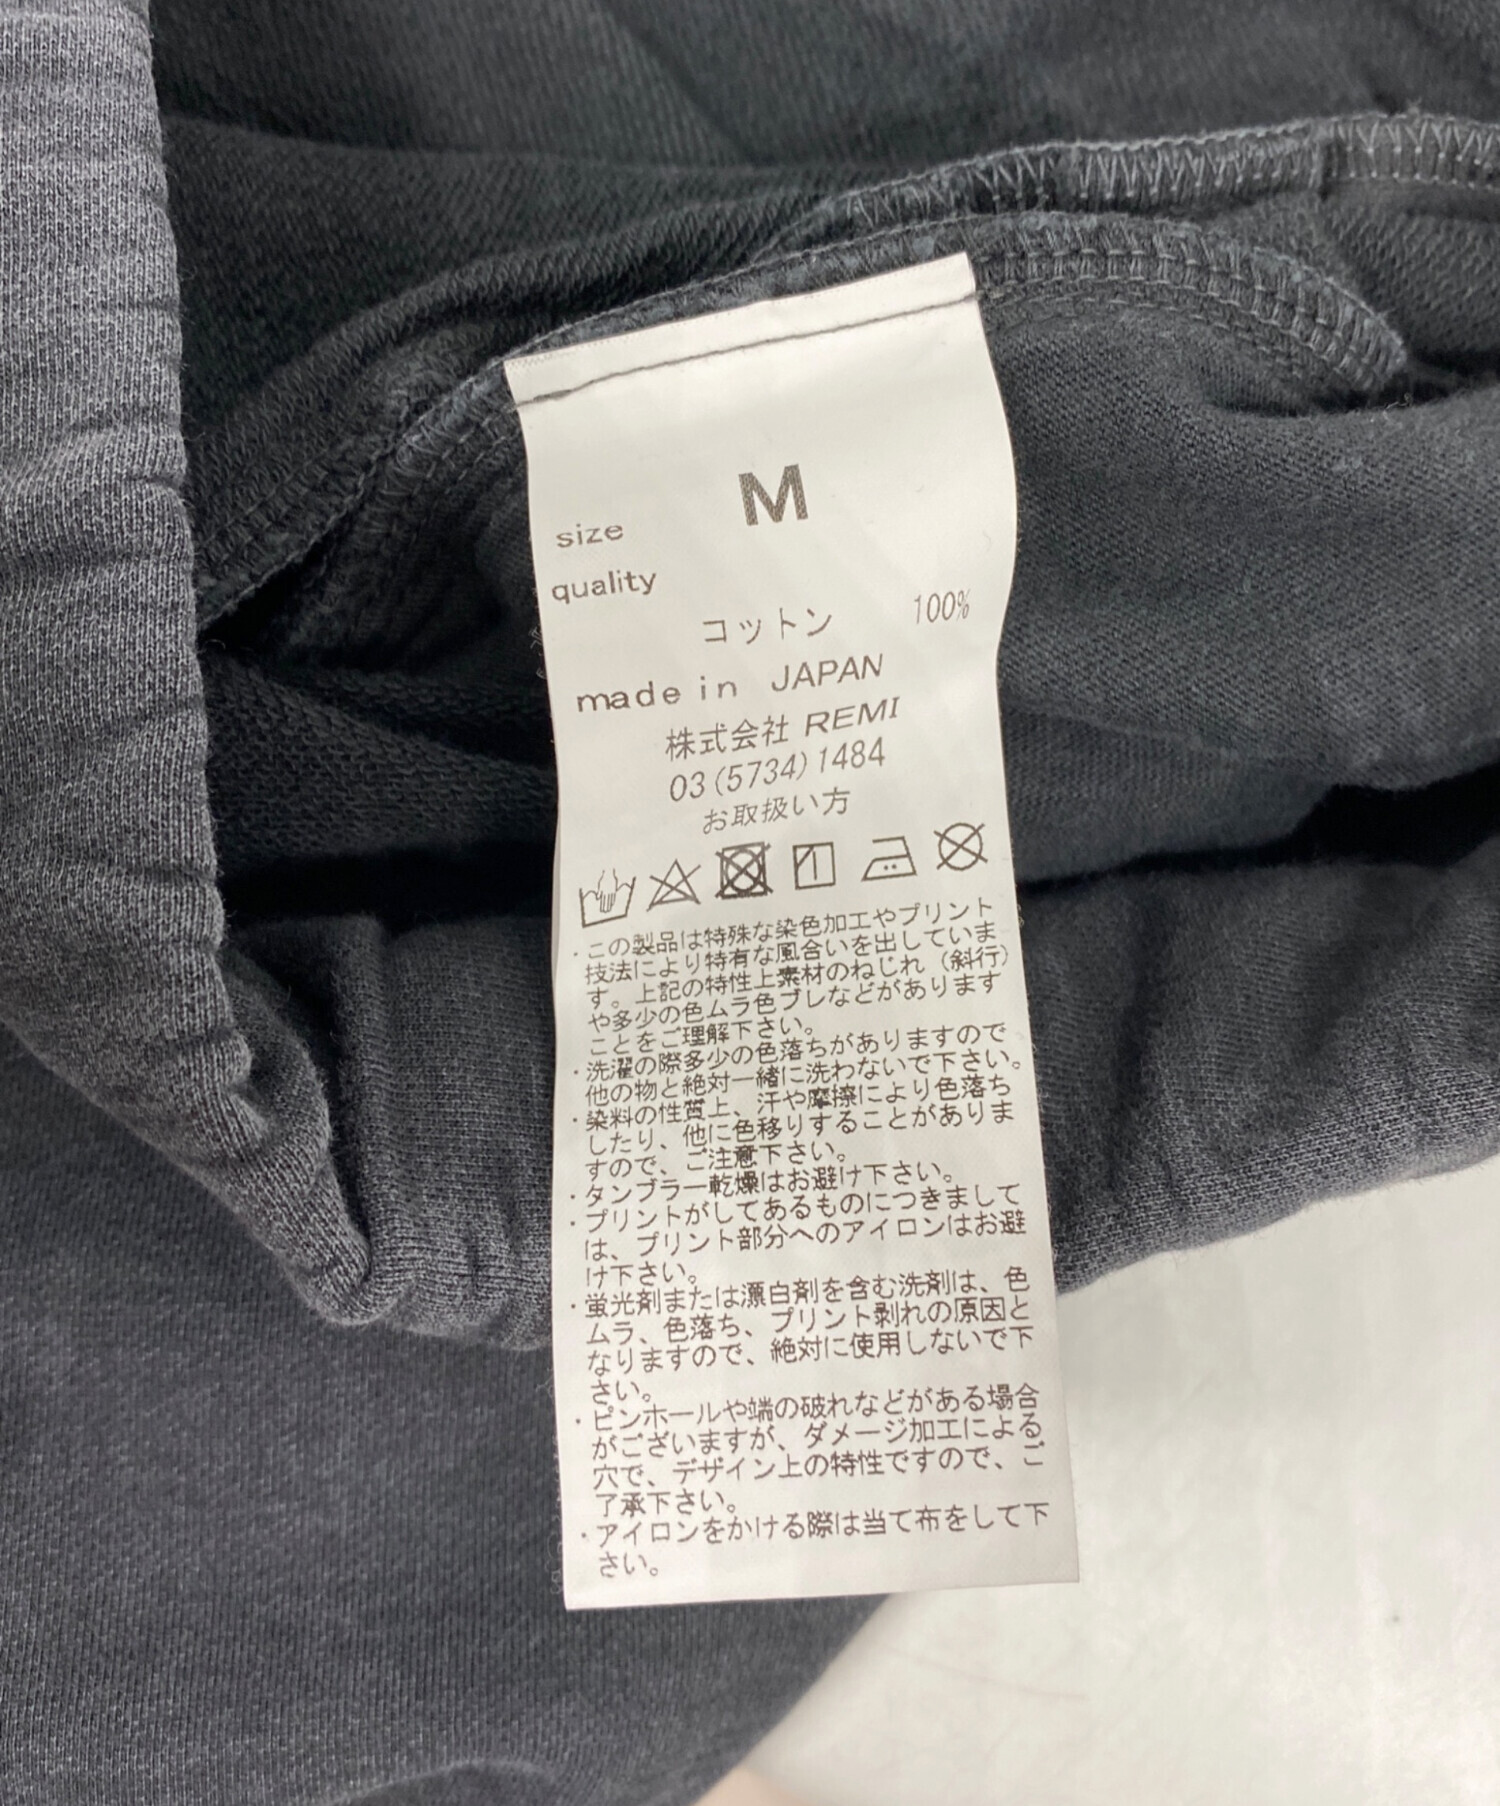 M
size
quality
コットン 100%
made in JAPAN
株式会社 REMI
03(5734)1484
お取扱い方
・この製品は特殊な染色加工やプリント
技法により特有な風合いを出していま
す。上記の特性上素材のねじれ(斜行)
や多少の色ムラ色ブレなどがあります
ことをご理解下さい。
・洗濯の際多少の色落ちがありますので
他の物と絶対一緒に洗わないで下さい。
・染料の性質上、汗や摩擦により色落ち
したり、他に色移りすることがありま
すので、ご注意下さい。
・タンブラー乾燥はお避け下さい。
・プリントがしてあるものにつきまして
は、プリント部分へのアイロンはお避
け下さい。
・蛍光剤または漂白剤を含む洗剤は、色
ムラ、色落ち、プリント剥れの原因と
なりますので、絶対に使用しないで下
さい。
・ピンホールや端の破れなどがある場合
がございますが、ダメージ加工による
穴で、デザイン上の特性ですので、ご
了承下さい。
・アイロンをかける際は当て布をして下
さい。